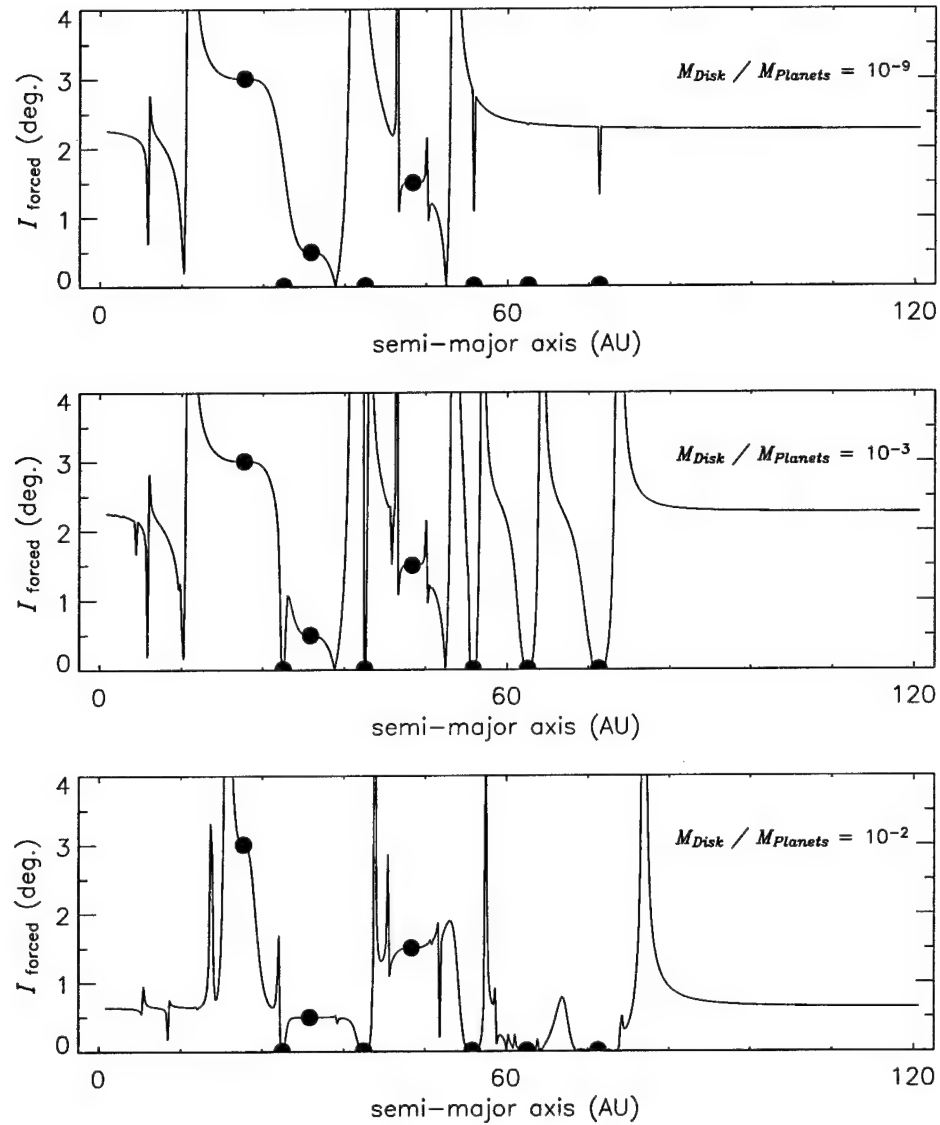 4
3
2
1
0
I forced (deg.)
M_Disk / M_Planets = 10^-9
0
60
120
semi-major axis (AU)
4
3
2
1
0
I forced (deg.)
M_Disk / M_Planets = 10^-3
0
60
120
semi-major axis (AU)
4
3
2
1
0
I forced (deg.)
M_Disk / M_Planets = 10^-2
0
60
120
semi-major axis (AU)